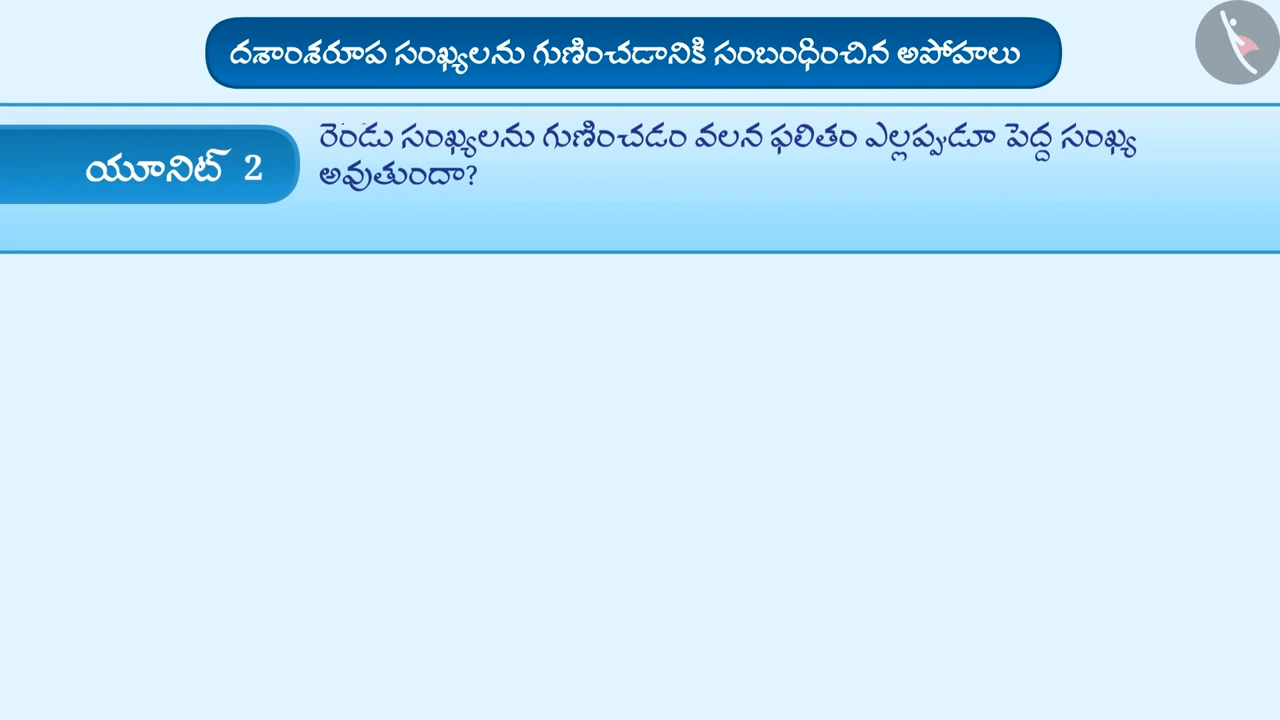 దశాంశరూప సంఖ్యలను గుణించడానికి సంబంధించిన అపోహలు
యూనిట్ 2
రెండు సంఖ్యలను గుణించడం వలన ఫలితం ఎల్లప్పుడూ పెద్ద సంఖ్య
అవుతుందా?